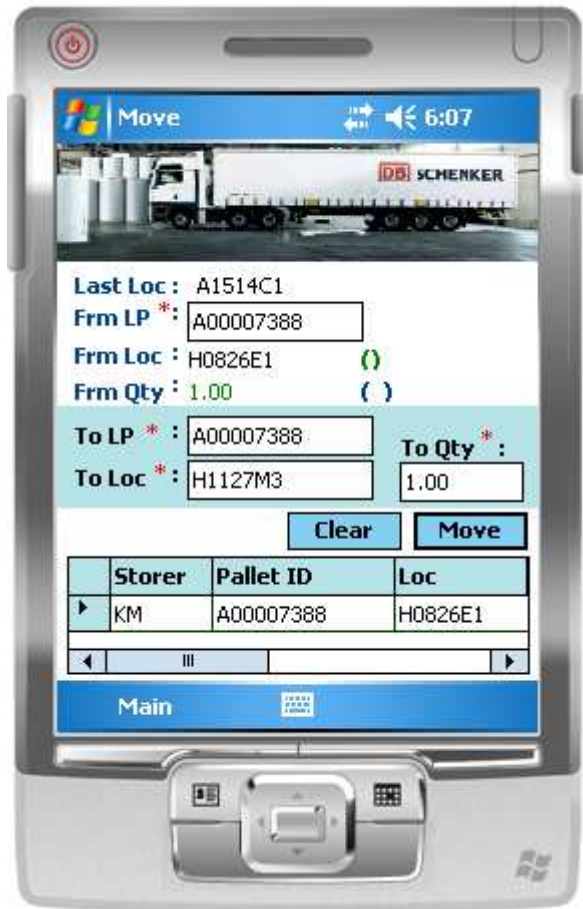 Move 6:07
DB SCHENKER
Last Loc : A1514C1
Frm LP *: A00007388
Frm Loc : H0826E1 ()
Frm Qty : 1.00 ( )
To LP * : A00007388
To Qty * :
To Loc * : H1127M3 1.00
Clear Move
Storer Pallet ID Loc
KM A00007388 H0826E1
Main